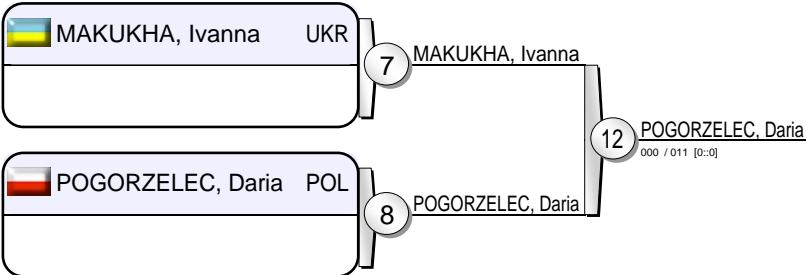 MAKUKHA, Ivanna UKR
7
MAKUKHA, Ivanna
12
POGORZELEC, Daria
000 / 011 [0::0]
POGORZELEC, Daria POL
8
POGORZELEC, Daria